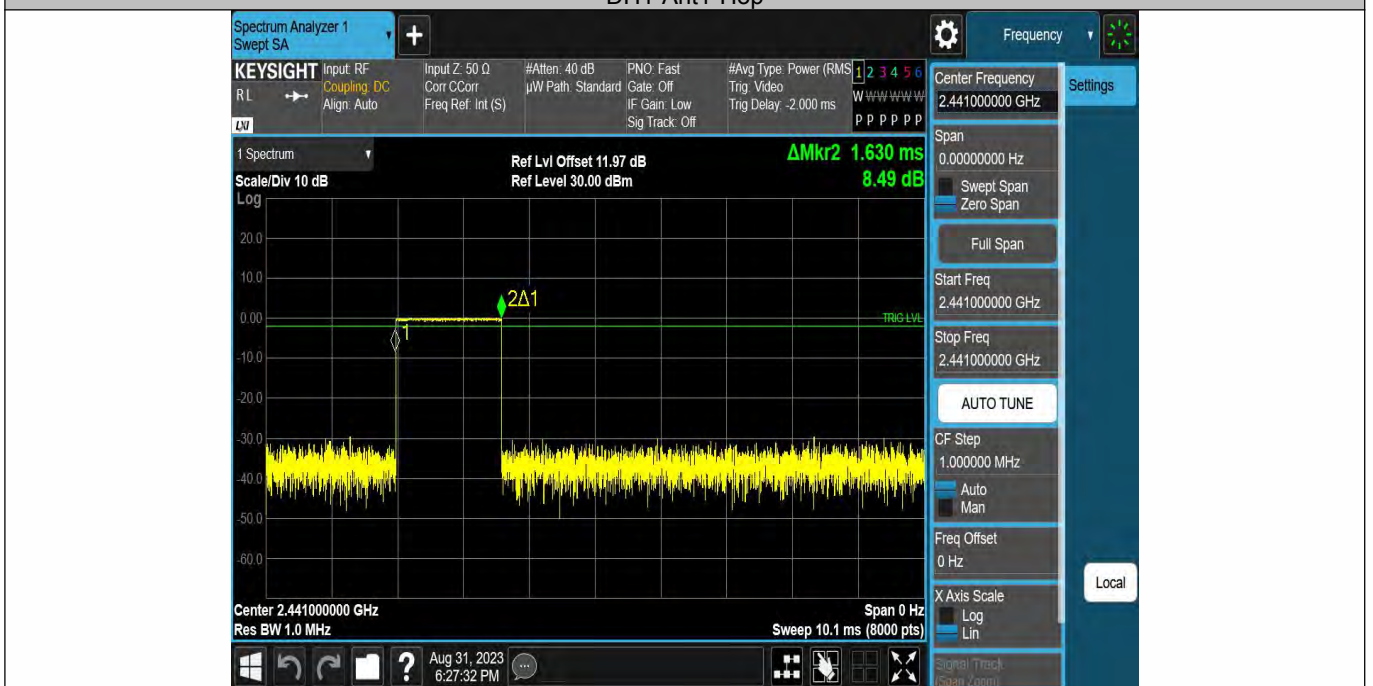 Spectrum Analyzer 1
Swept SA
+
Frequency
KEYSIGHT
RL
LXI
Input: RF
Coupling: DC
Align: Auto
Input Z: 50 Ω
Corr CCorr
Freq Ref: Int (S)
#Atten: 40 dB
µW Path: Standard
PNO: Fast
Gate: Off
IF Gain: Low
Sig Track: Off
#Avg Type: Power (RMS
Trig: Video
Trig Delay: -2.000 ms
1 2 3 4 5 6
W W W W W W
P P P P P P
Center Frequency
2.441000000 GHz
Settings
1 Spectrum
Scale/Div 10 dB
Log
Ref Lvl Offset 11.97 dB
Ref Level 30.00 dBm
ΔMkr2 1.630 ms
8.49 dB
Span
0.00000000 Hz
Swept Span
Zero Span
Full Span
Start Freq
2.441000000 GHz
Stop Freq
2.441000000 GHz
AUTO TUNE
CF Step
1.000000 MHz
Auto
Man
Freq Offset
0 Hz
X Axis Scale
Log
Lin
Signal Track
(Span Zoom)
Local
20.0
10.0
0.00
-10.0
-20.0
-30.0
-40.0
-50.0
-60.0
2Δ1
1
TRIG LVL
Center 2.441000000 GHz
Res BW 1.0 MHz
Span 0 Hz
Sweep 10.1 ms (8000 pts)
?
Aug 31, 2023
6:27:32 PM